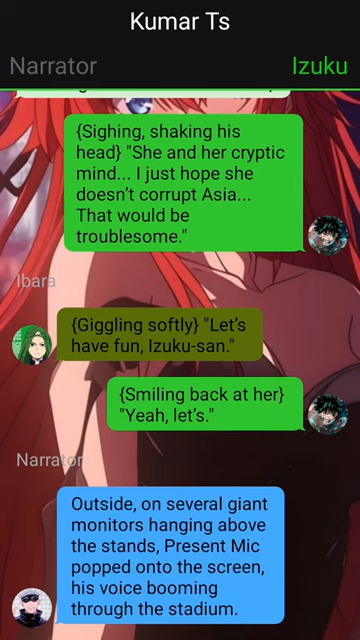 Kumar Ts
Narrator
Izuku
{Sighing, shaking his
head} "She and her cryptic
mind... I just hope she
doesn’t corrupt Asia...
That would be
troublesome."
Ibara
{Giggling softly} "Let’s
have fun, Izuku-san."
{Smiling back at her}
"Yeah, let’s."
Narrator
Outside, on several giant
monitors hanging above
the stands, Present Mic
popped onto the screen,
his voice booming
through the stadium.